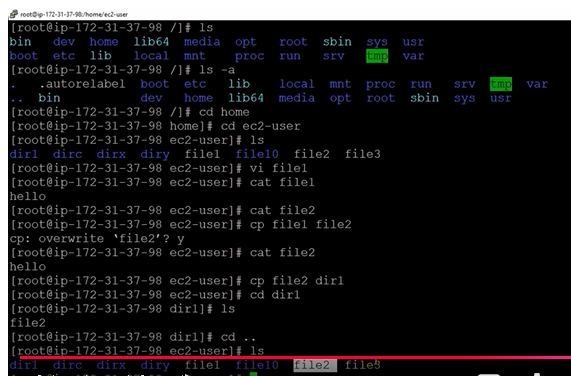 root@ip-172-31-37-98:/home/ec2-user
[root@ip-172-31-37-98 /]# ls
bin dev home lib64 media opt root sbin sys usr
boot etc lib local mnt proc run srv tmp var
[root@ip-172-31-37-98 /]# ls -a
. .autorelabel boot etc lib local mnt proc run srv tmp var
.. bin dev home lib64 media opt root sbin sys usr
[root@ip-172-31-37-98 /]# cd home
[root@ip-172-31-37-98 home]# cd ec2-user
[root@ip-172-31-37-98 ec2-user]# ls
dir1 dirc dirx diry file1 file10 file2 file3
[root@ip-172-31-37-98 ec2-user]# vi file1
[root@ip-172-31-37-98 ec2-user]# cat file1
hello
[root@ip-172-31-37-98 ec2-user]# cat file2
[root@ip-172-31-37-98 ec2-user]# cp file1 file2
cp: overwrite ‘file2’? y
[root@ip-172-31-37-98 ec2-user]# cat file2
hello
[root@ip-172-31-37-98 ec2-user]# cp file2 dir1
[root@ip-172-31-37-98 ec2-user]# cd dir1
[root@ip-172-31-37-98 dir1]# ls
file2
[root@ip-172-31-37-98 dir1]# cd ..
[root@ip-172-31-37-98 ec2-user]# ls
dir1 dirc dirx diry file1 file10 file2 file3